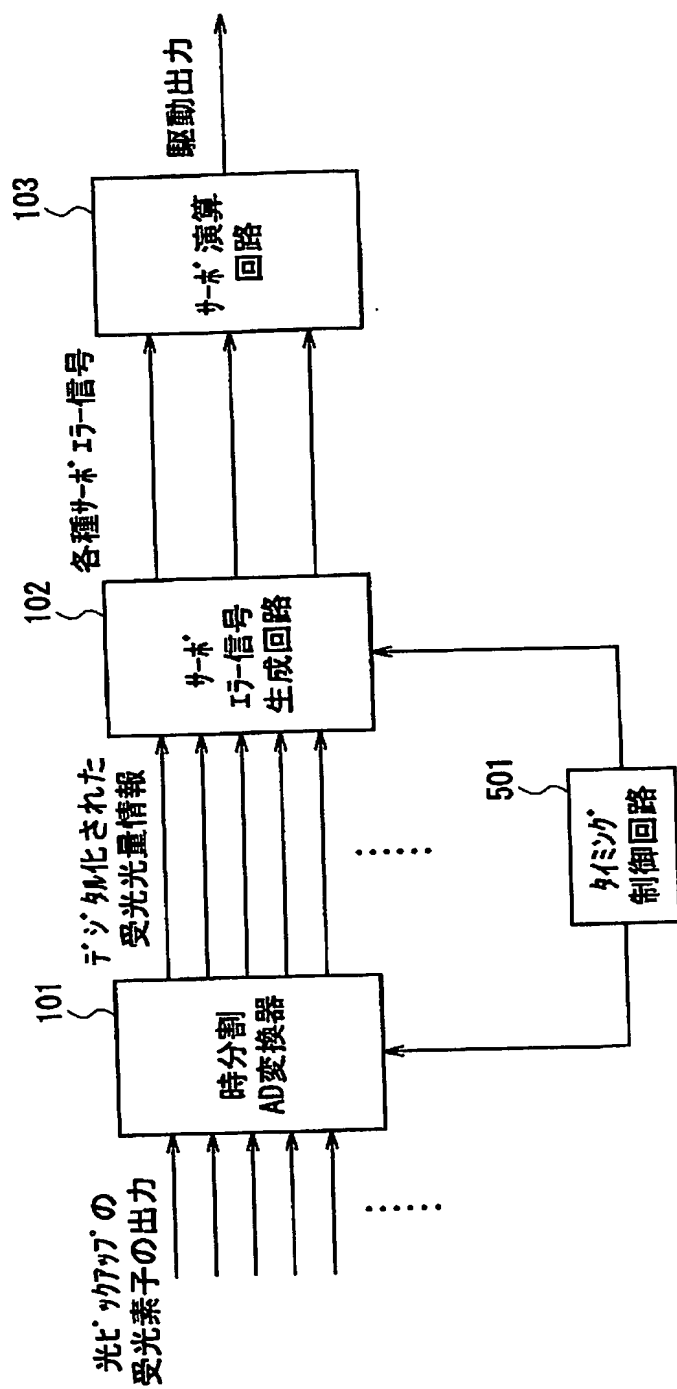 光ピックアップの
受光素子の出力
‥‥‥
101
時分割
AD変換器
デジタル化された
受光光量情報
‥‥‥
102
サーボ
エラー信号
生成回路
各種サーボエラー信号
103
サーボ演算
回路
駆動出力
501
タイミング
制御回路